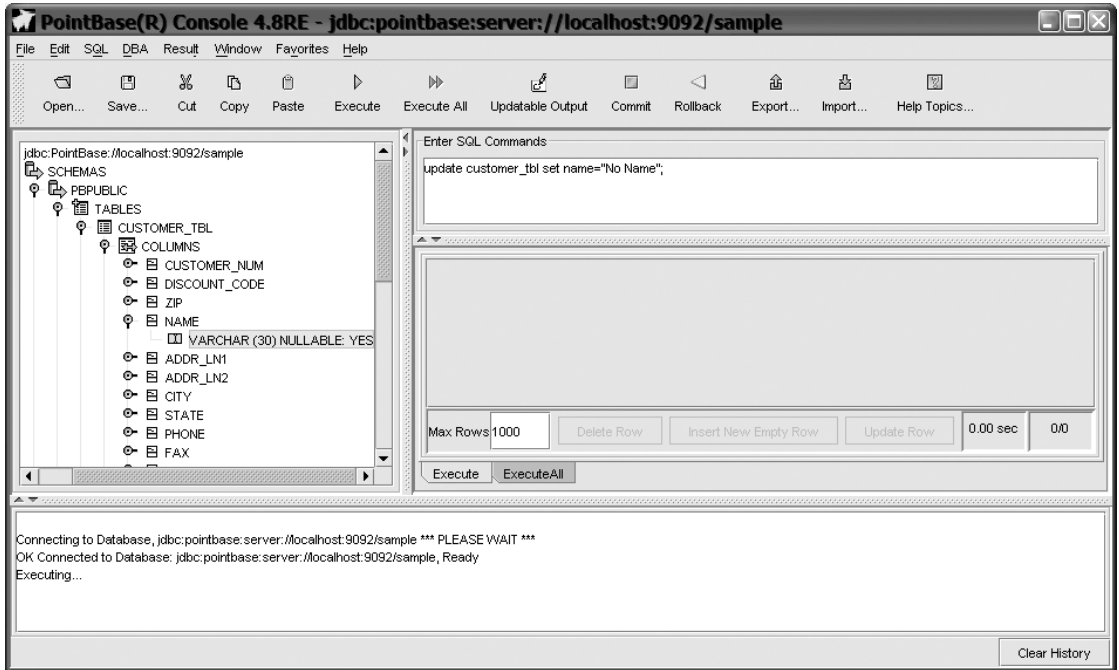 PointBase(R) Console 4.8RE - jdbc:pointbase:server://localhost:9092/sample
File Edit SQL DBA Result Window Favorites Help
Open... Save... Cut Copy Paste Execute Execute All Updatable Output Commit Rollback Export... Import... Help Topics...
jdbc:PointBase://localhost:9092/sample
SCHEMAS
PBPUBLIC
TABLES
CUSTOMER_TBL
COLUMNS
CUSTOMER_NUM
DISCOUNT_CODE
ZIP
NAME
VARCHAR (30) NULLABLE: YES
ADDR_LN1
ADDR_LN2
CITY
STATE
PHONE
FAX
Enter SQL Commands
update customer_tbl set name="No Name";
Max Rows 1000 Delete Row Insert New Empty Row Update Row 0.00 sec 0/0
Execute ExecuteAll
Connecting to Database, jdbc:pointbase:server://localhost:9092/sample *** PLEASE WAIT ***
OK Connected to Database: jdbc:pointbase:server://localhost:9092/sample, Ready
Executing...
Clear History